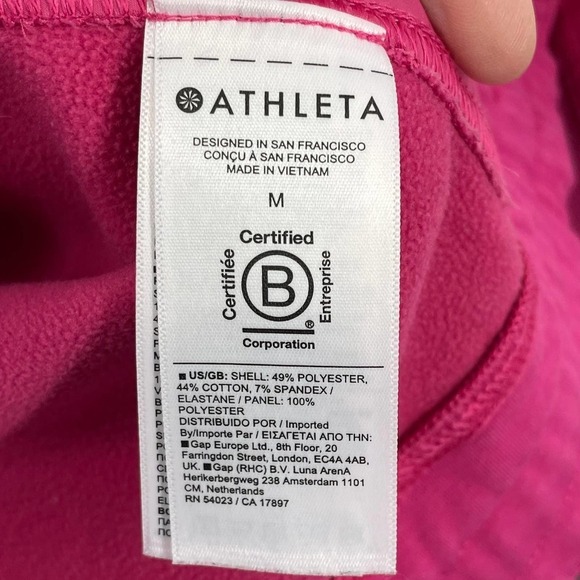 ATHLETA
DESIGNED IN SAN FRANCISCO
CONÇU À SAN FRANCISCO
MADE IN VIETNAM
M
Certified
Certifiée
B
Entreprise
®
Corporation
■ US/GB: SHELL: 49% POLYESTER,
44% COTTON, 7% SPANDEX /
ELASTANE / PANEL: 100%
POLYESTER
DISTRIBUIDO POR / Imported
By/Importe Par / ΕΙΣΑΓΕΤΑΙ ΑΠΟ ΤΗΝ:
■Gap Europe Ltd., 8th Floor, 20
Farringdon Street, London, EC4A 4AB,
UK. ■Gap (RHC) B.V. Luna ArenA
Herikerbergweg 238 Amsterdam 1101
CM, Netherlands
RN 54023 / CA 17897